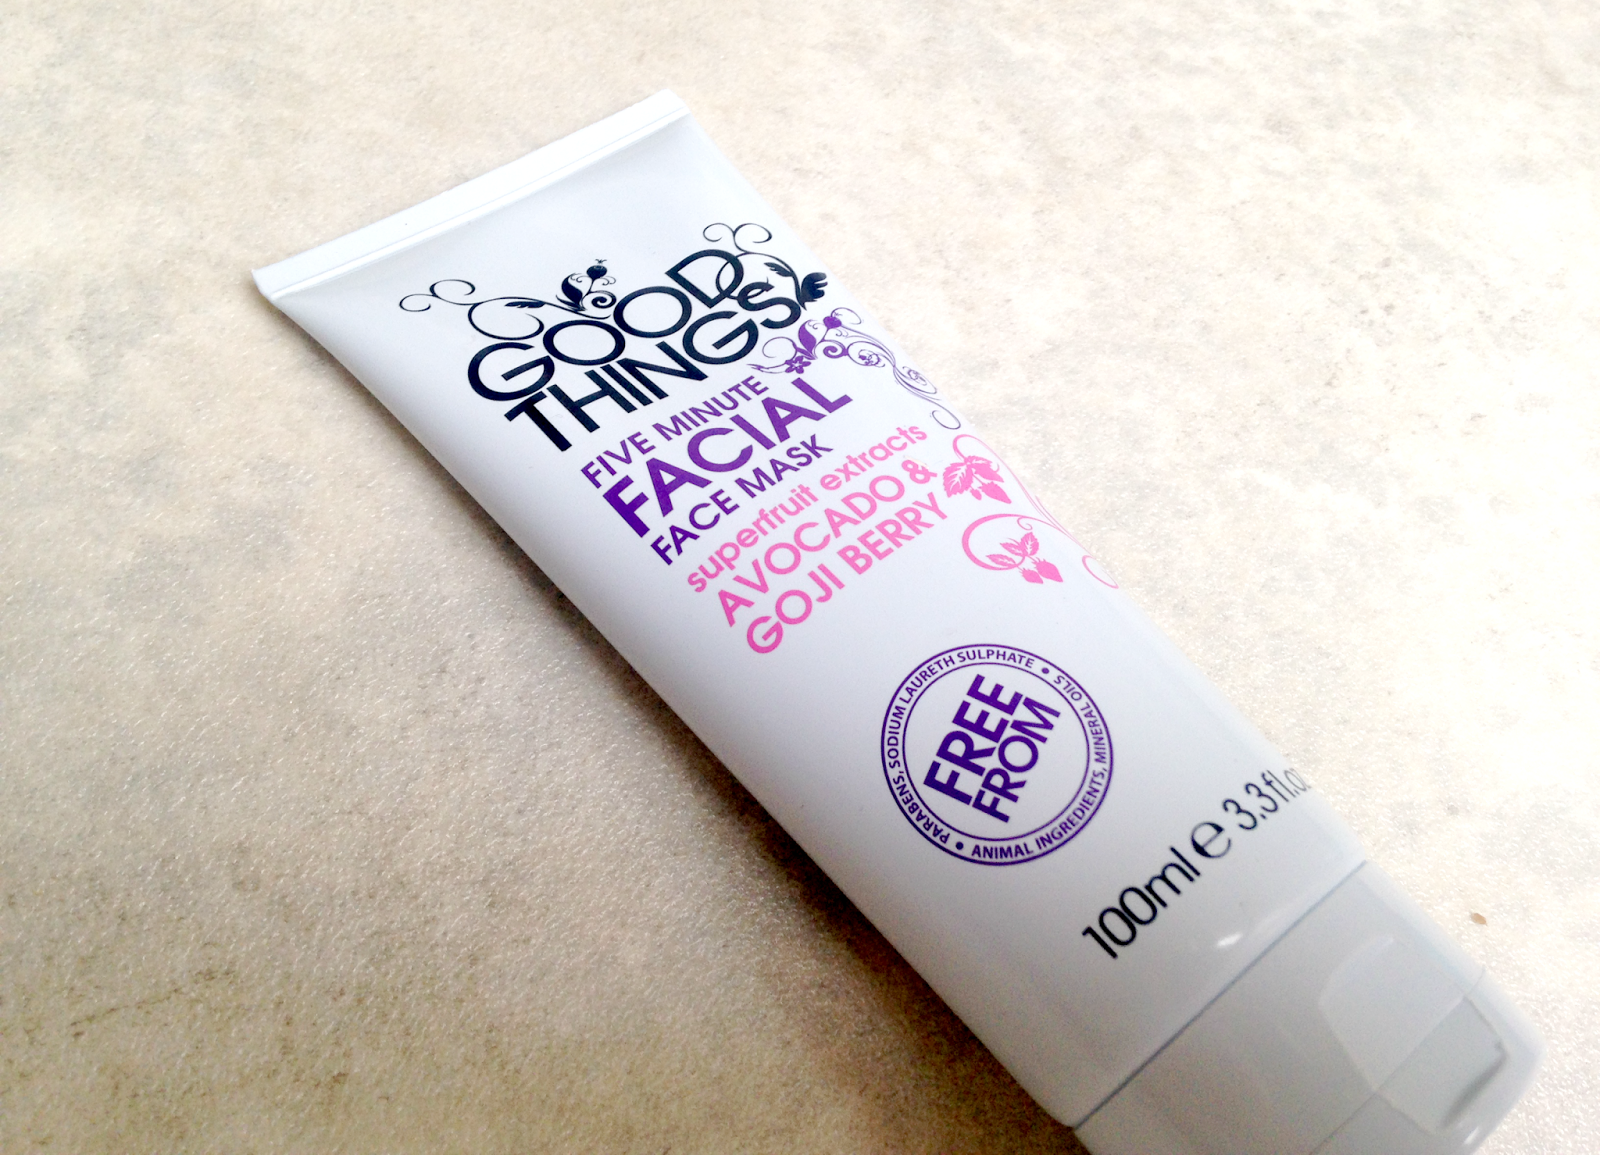 GOOD
THINGS
FIVE MINUTE
FACIAL
FACE MASK
superfruit extracts
AVOCADO &
GOJI BERRY
PARABENS, SODIUM LAURETH SULPHATE •
ANIMAL INGREDIENTS, MINERAL OILS •
FREE
FROM
100ml e 3.3fl.oz